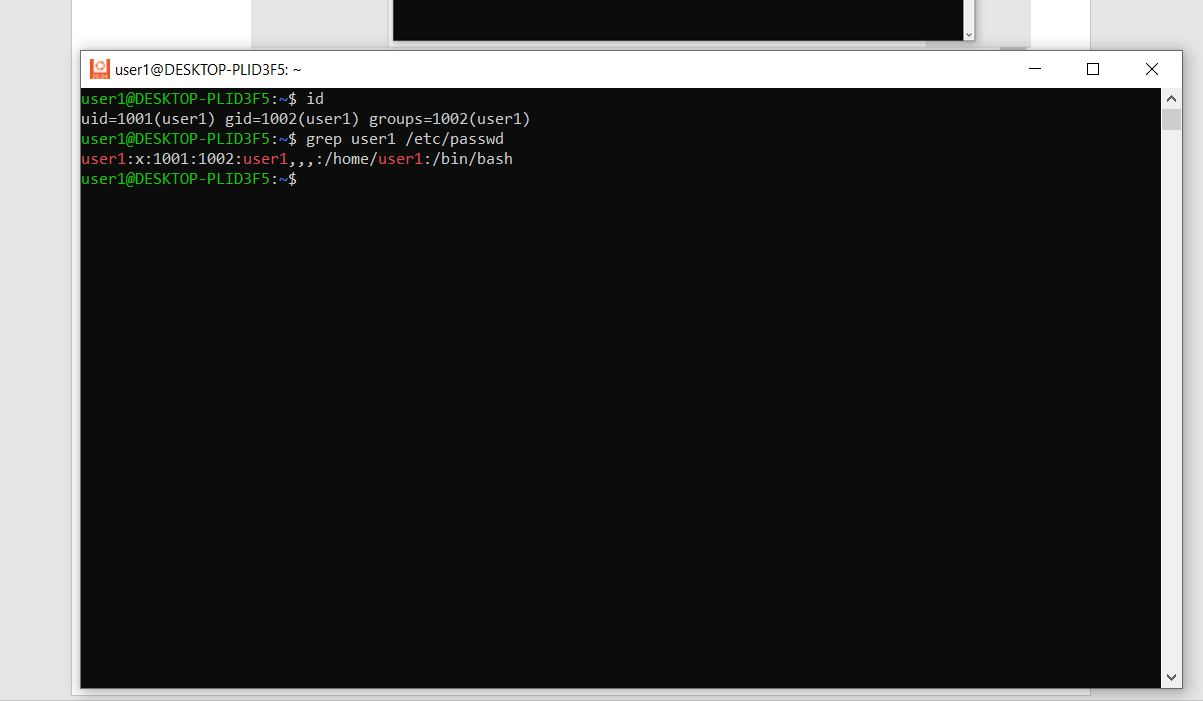 user1@DESKTOP-PLID3F5: ~
user1@DESKTOP-PLID3F5:~$ id
uid=1001(user1) gid=1002(user1) groups=1002(user1)
user1@DESKTOP-PLID3F5:~$ grep user1 /etc/passwd
user1:x:1001:1002:user1,,,:/home/user1:/bin/bash
user1@DESKTOP-PLID3F5:~$